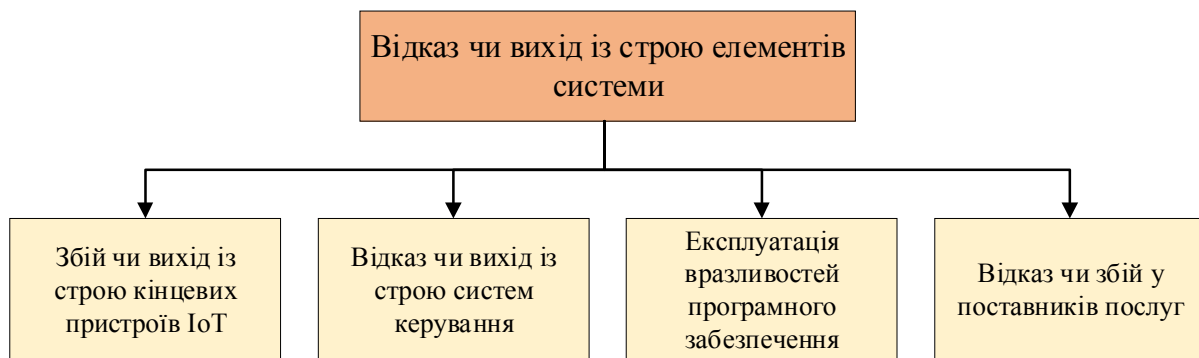 Відказ чи вихід із строю елементів
системи
Збій чи вихід із
строю кінцевих
пристроїв IoT
Відказ чи вихід із
строю систем
керування
Експлуатація
вразливостей
програмного
забезпечення
Відказ чи збій у
поставників послуг